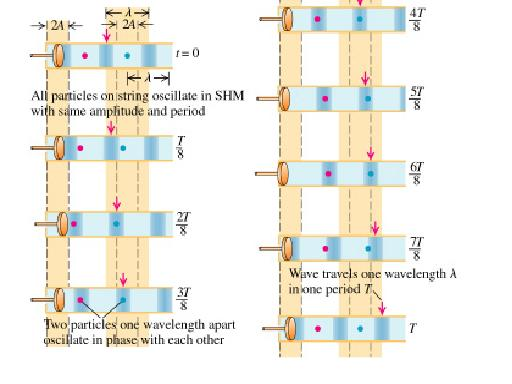 λ
2A
2A
t = 0
λ
All particles on string oscillate in SHM
with same amplitude and period
T/8
2T/8
3T/8
Two particles one wavelength apart
oscillate in phase with each other
4T/8
5T/8
6T/8
7T/8
Wave travels one wavelength λ
in one period T.
T